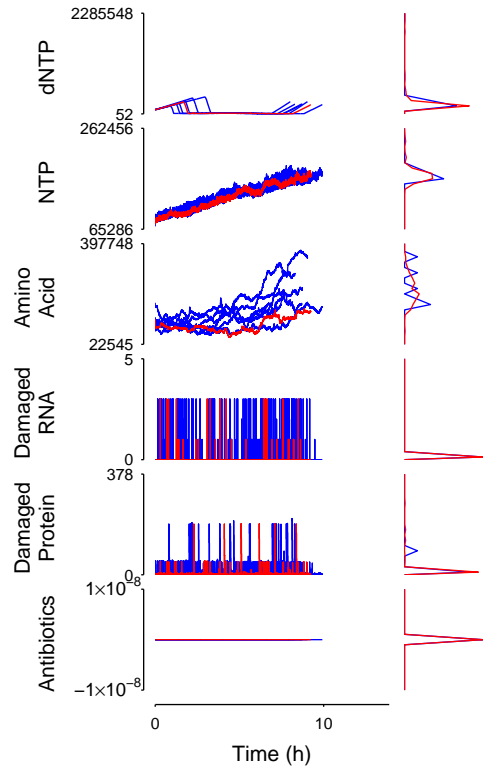 2285548
dNTP
52
262456
NTP
65286
397748
Amino
Acid
22545
5
Damaged
RNA
0
378
Damaged
Protein
0
1×10⁻⁸
Antibiotics
−1×10⁻⁸
0 10
Time (h)